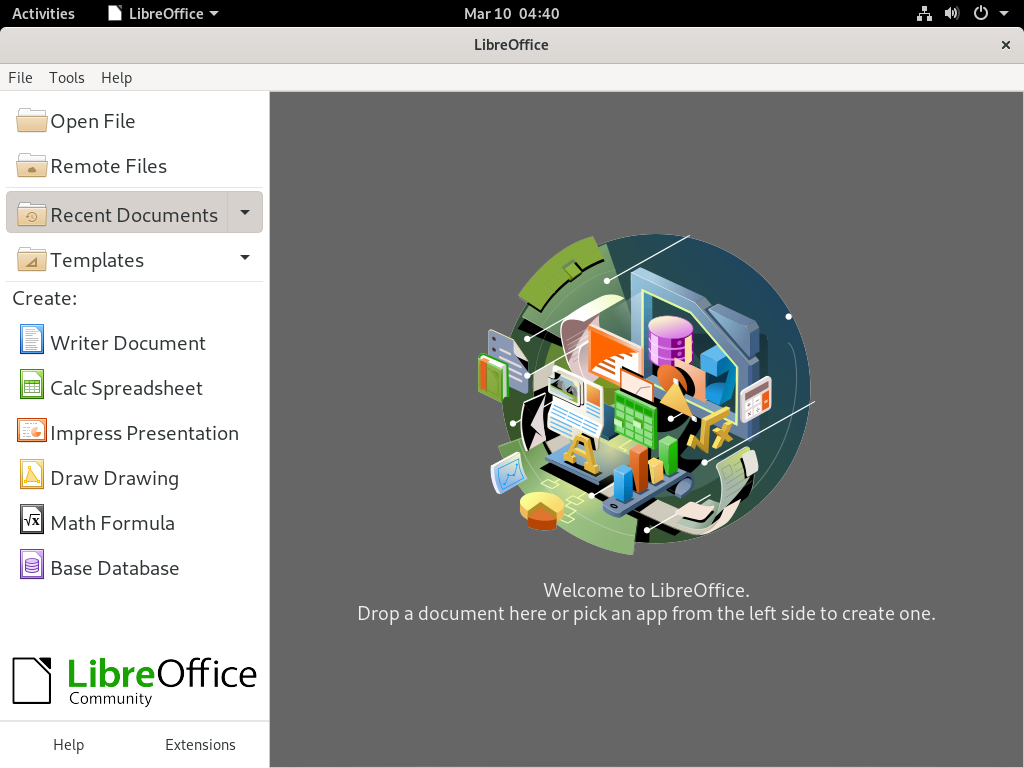 Activities LibreOffice Mar 10 04:40
LibreOffice
File Tools Help
Open File
Remote Files
Recent Documents
Templates
Create:
Writer Document
Calc Spreadsheet
Impress Presentation
Draw Drawing
Math Formula
Base Database
Welcome to LibreOffice.
Drop a document here or pick an app from the left side to create one.
LibreOffice
Community
Help Extensions